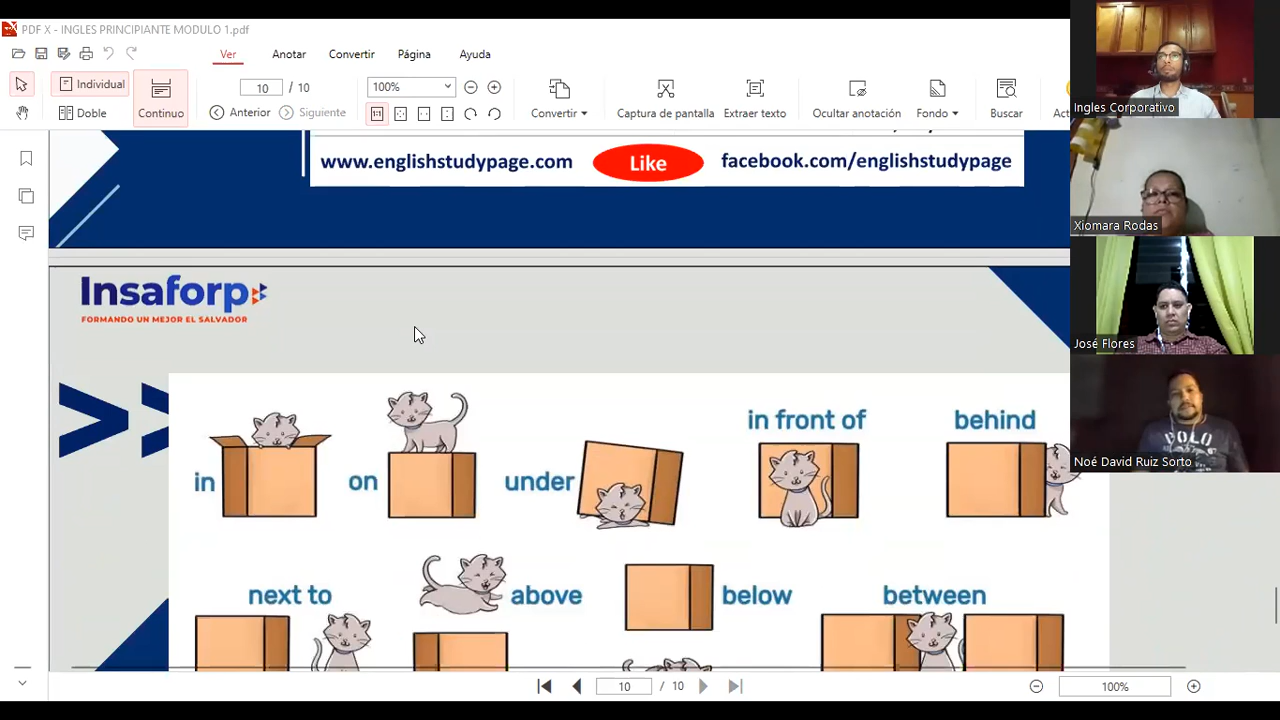 PDF X - INGLES PRINCIPIANTE MODULO 1.pdf
Ver Anotar Convertir Página Ayuda
Individual
Doble
Continuo
10 / 10
Anterior Siguiente
100%
Convertir
Captura de pantalla
Extraer texto
Ocultar anotación
Fondo
Buscar
www.englishstudypage.com Like facebook.com/englishstudypage
Insaforp
FORMANDO UN MEJOR EL SALVADOR
in front of behind
in on under
next to above below between
10 / 10
100%
Ingles Corporativo
Xiomara Rodas
José Flores
POLO
Noé David Ruiz Sorto